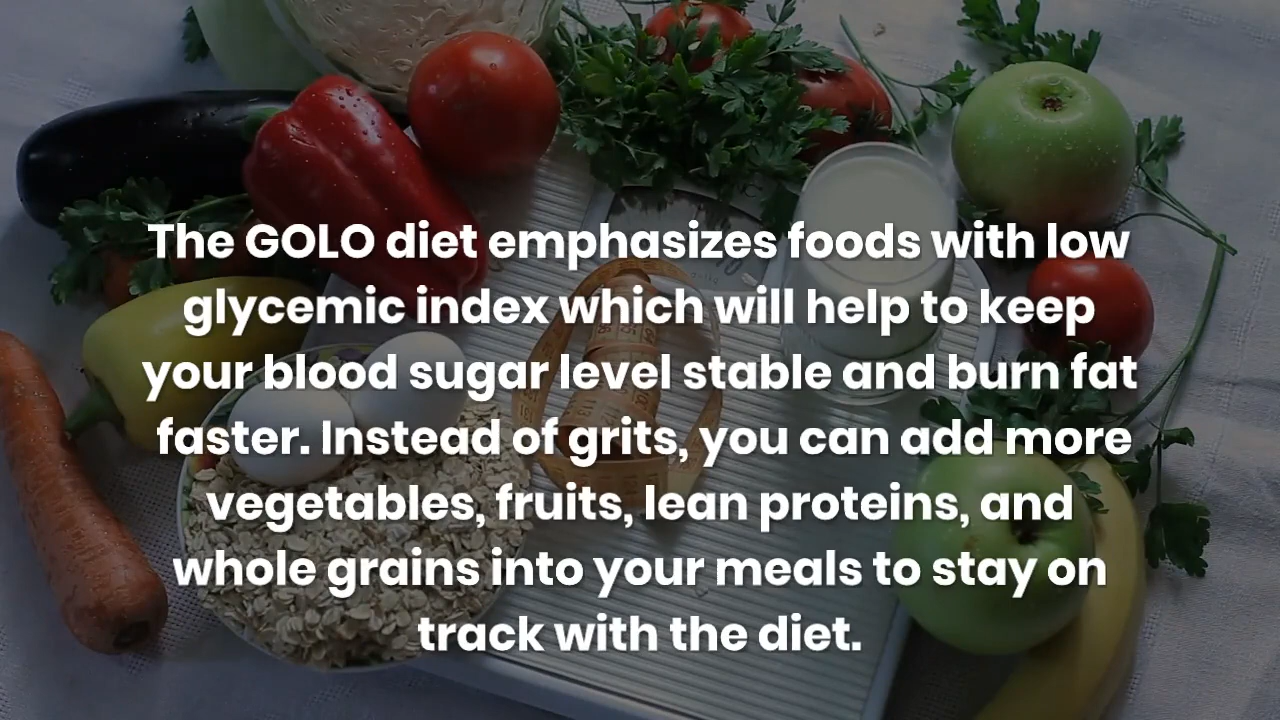 The GOLO diet emphasizes foods with low
glycemic index which will help to keep
your blood sugar level stable and burn fat
faster. Instead of grits, you can add more
vegetables, fruits, lean proteins, and
whole grains into your meals to stay on
track with the diet.